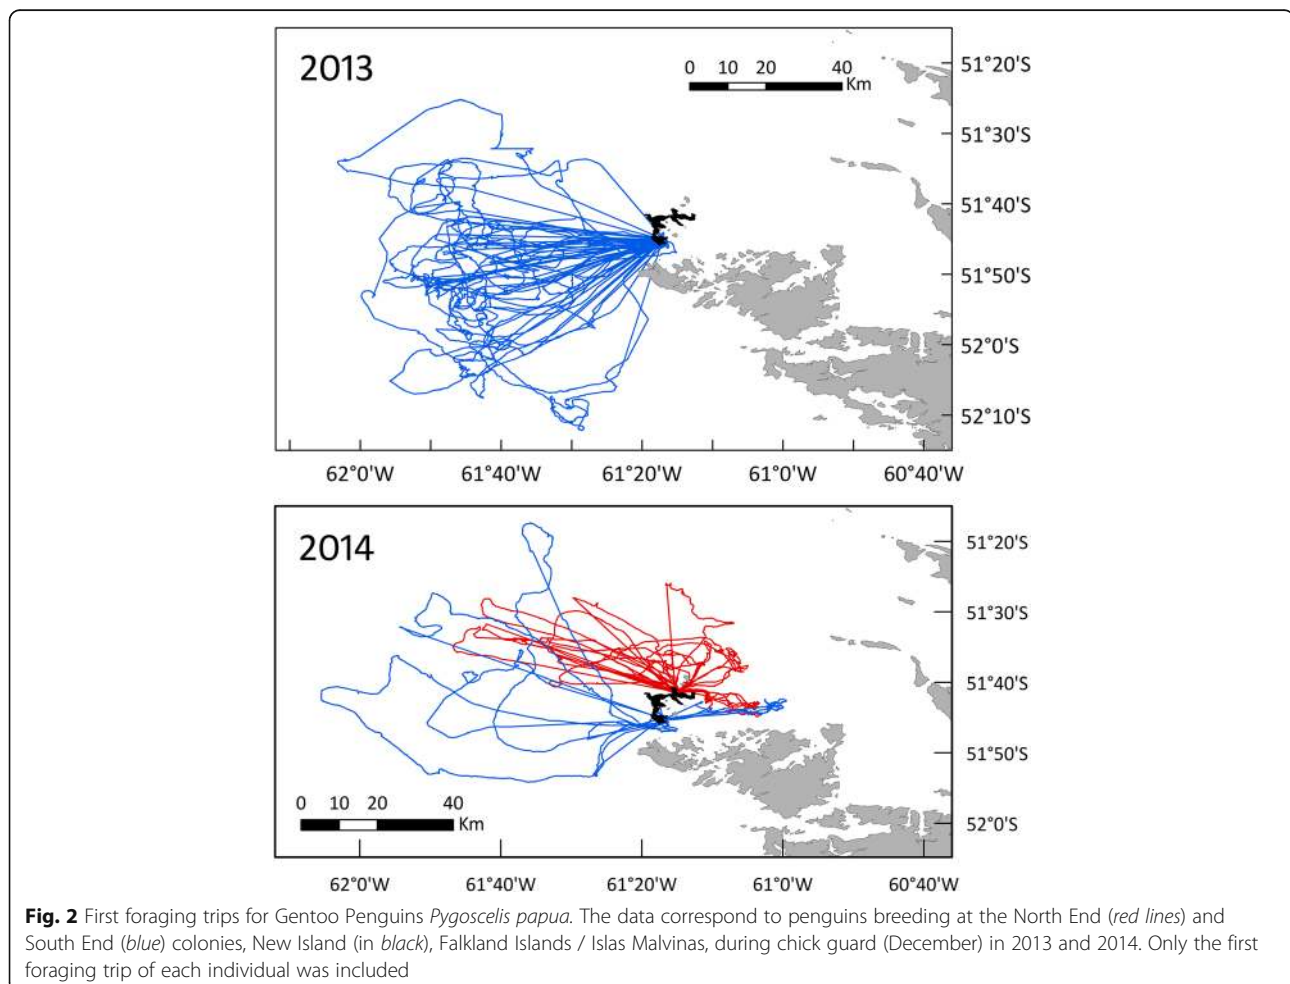 2013
0 10 20 40
Km
51°20'S
51°30'S
51°40'S
51°50'S
52°0'S
52°10'S
62°0'W 61°40'W 61°20'W 61°0'W 60°40'W
2014
51°20'S
51°30'S
51°40'S
51°50'S
52°0'S
0 10 20 40
Km
62°0'W 61°40'W 61°20'W 61°0'W 60°40'W
Fig. 2 First foraging trips for Gentoo Penguins Pygoscelis papua. The data correspond to penguins breeding at the North End (red lines) and
South End (blue) colonies, New Island (in black), Falkland Islands / Islas Malvinas, during chick guard (December) in 2013 and 2014. Only the first
foraging trip of each individual was included